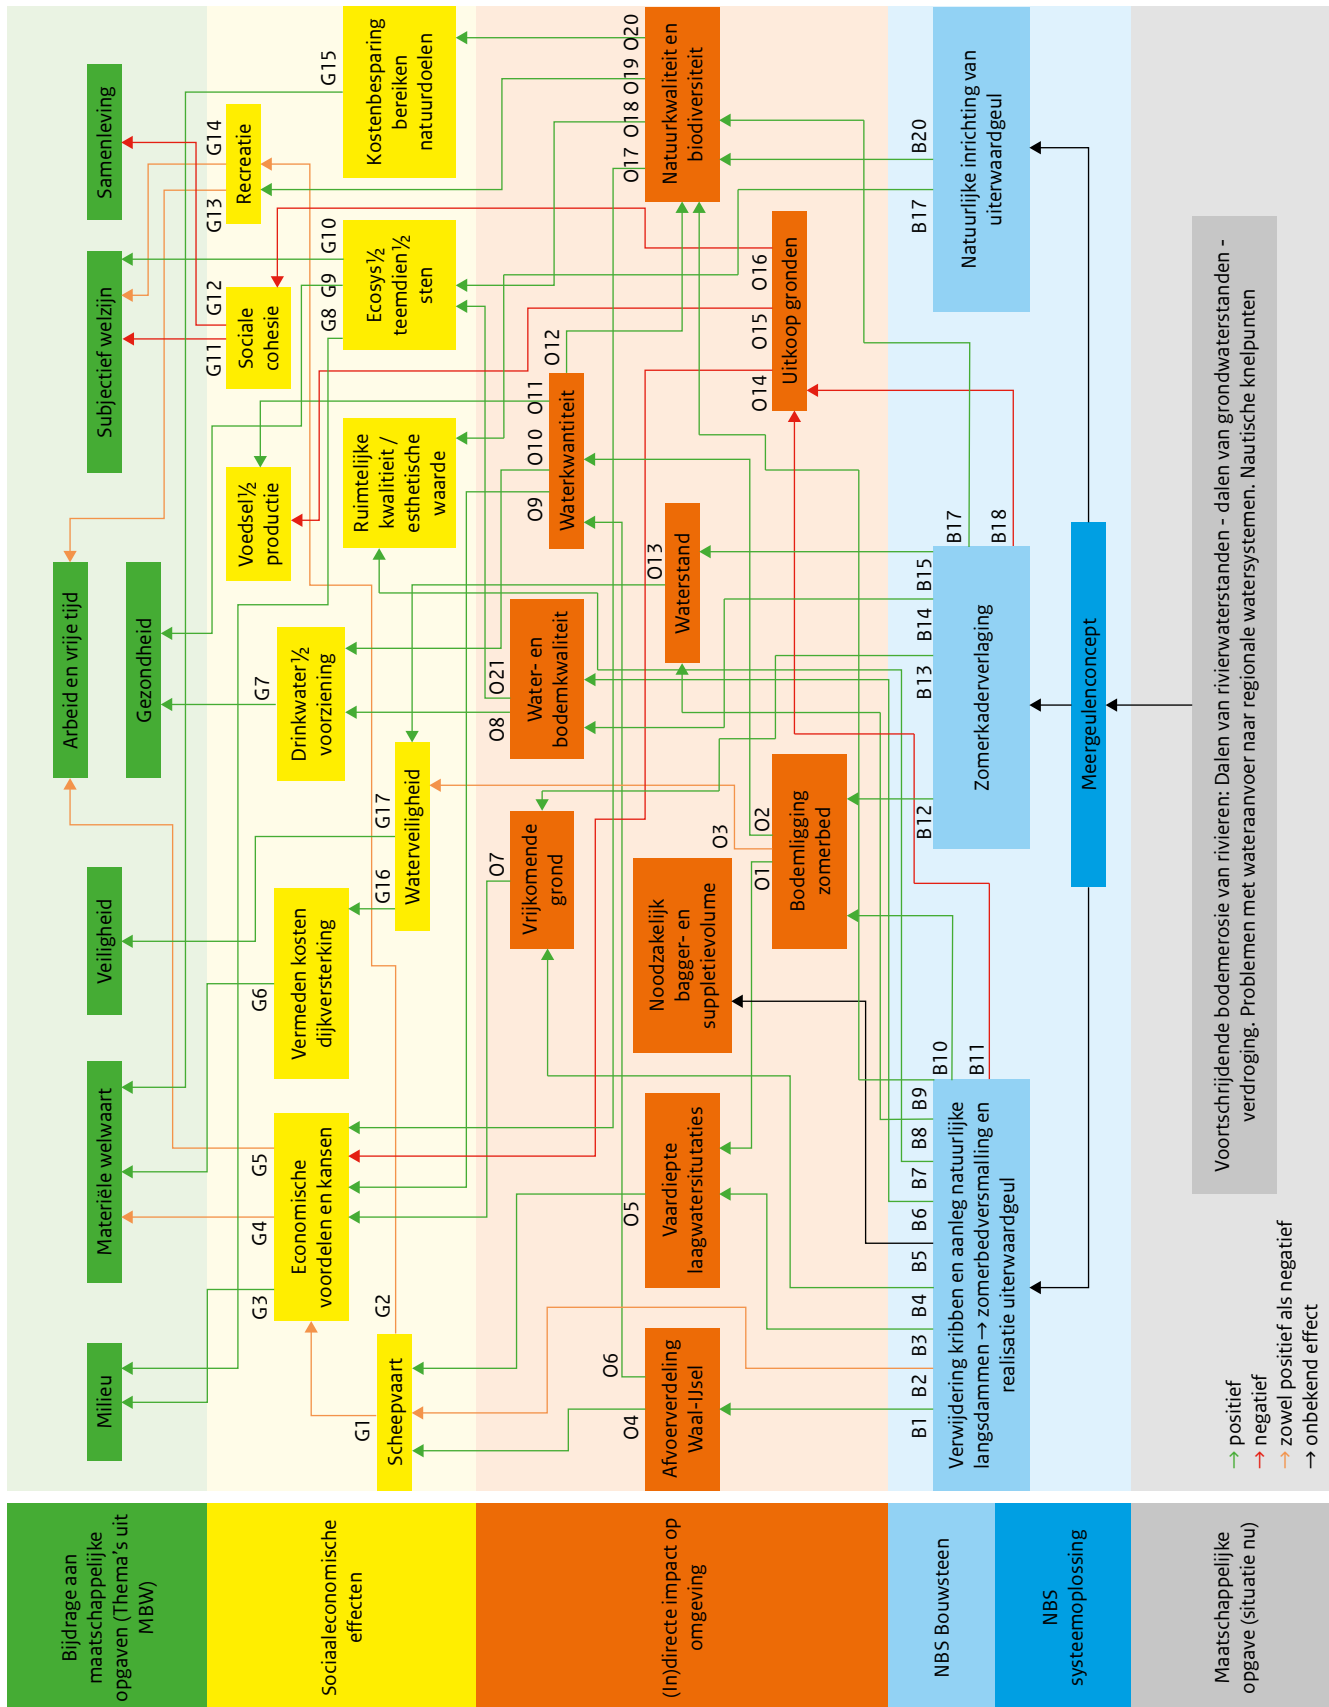 Bijdrage aan
maatschappelijke
opgaven (Thema's uit
MBW)
Milieu
Materiële welwaart
Veiligheid
Arbeid en vrije tijd
Gezondheid
Subjectief welzijn
Samenleving
Sociaaleconomische
effecten
G1
G2
G3
G4
G5
G6
G7
G8
G9
G10
G11
G12
G13
G14
G15
G16
G17
Scheepvaart
Economische
voordelen en kansen
Vermeden kosten
dijkversterking
Waterveiligheid
Drinkwater½
voorziening
Voedsel½
productie
Ruimtelijke
kwalitieit /
esthetische
waarde
Sociale
cohesie
Ecosys½
teemdien½
sten
Recreatie
Kostenbesparing
bereiken
natuurdoelen
(In)directe impact op
omgeving
O4
O6
O5
O7
O1
O3
O2
O8
O21
O13
O9
O10
O11
O12
O14
O15
O16
O17
O18
O19
O20
Afvoerverdeling
Waal-IJsel
Vaardiepte
laagwatersitutaties
Noodzakelijk
bagger- en
suppletievolume
Vrijkomende
grond
Bodemligging
zomerbed
Water- en
bodemkwaliteit
Waterstand
Waterkwantiteit
Uitkoop gronden
Natuurkwaliteit en
biodiversiteit
NBS Bouwsteen
B1
B2
B3
B4
B5
B6
B7
B8
B9
B10
B11
B12
B13
B14
B15
B17
B18
B17
B20
Verwijdering kribben en aanleg natuurlijke
langsdammen → zomerbedversmalling en
realisatie uiterwaardgeul
Zomerkaderverlaging
Natuurlijke inrichting van
uiterwaardgeul
NBS
systeemoplossing
Meergeulenconcept
Maatschappelijke
opgave (situatie nu)
Voortschrijdende bodemerosie van rivieren: Dalen van rivierwaterstanden - dalen van grondwaterstanden -
verdroging. Problemen met wateraanvoer naar regionale watersystemen. Nautische knelpunten
→ positief
→ negatief
→ zowel positief als negatief
→ onbekend effect